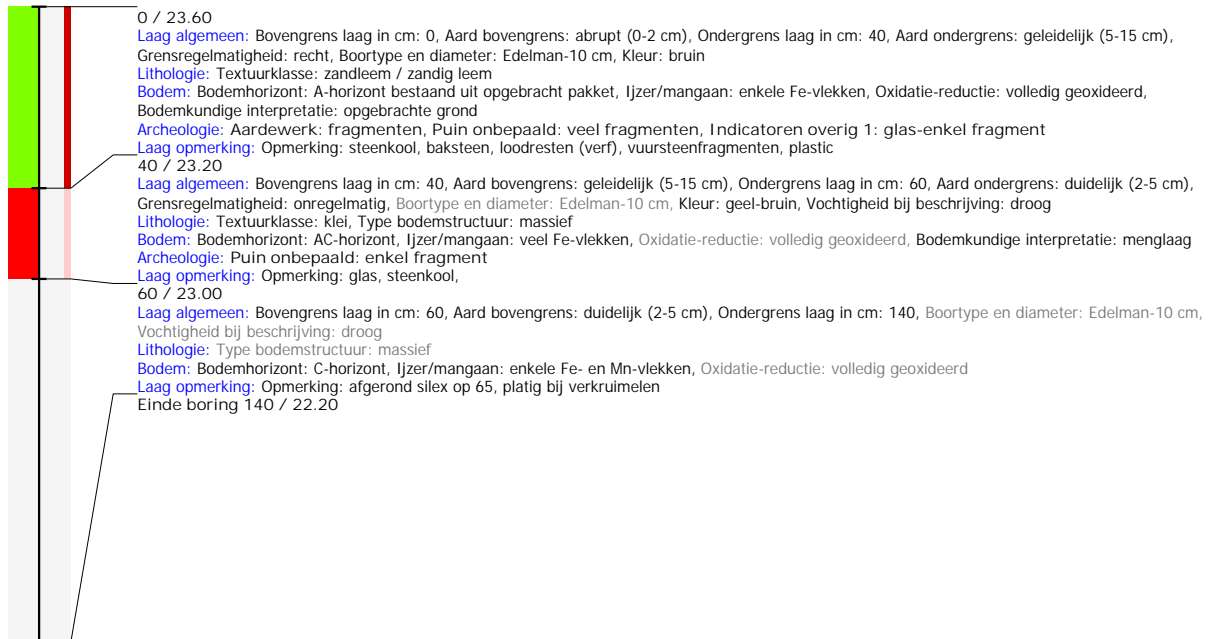 0 / 23.60
Laag algemeen: Bovengrens laag in cm: 0, Aard bovengrens: abrupt (0-2 cm), Ondergrens laag in cm: 40, Aard ondergrens: geleidelijk (5-15 cm),
Grensregelmatigheid: recht, Boortype en diameter: Edelman-10 cm, Kleur: bruin
Lithologie: Textuurklasse: zandleem / zandig leem
Bodem: Bodemhorizont: A-horizont bestaand uit opgebracht pakket, Ijzer/mangaan: enkele Fe-vlekken, Oxidatie-reductie: volledig geoxideerd,
Bodemkundige interpretatie: opgebrachte grond
Archeologie: Aardewerk: fragmenten, Puin onbepaald: veel fragmenten, Indicatoren overig 1: glas-enkel fragment
Laag opmerking: Opmerking: steenkool, baksteen, loodresten (verf), vuursteenfragmenten, plastic
40 / 23.20
Laag algemeen: Bovengrens laag in cm: 40, Aard bovengrens: geleidelijk (5-15 cm), Ondergrens laag in cm: 60, Aard ondergrens: duidelijk (2-5 cm),
Grensregelmatigheid: onregelmatig, Boortype en diameter: Edelman-10 cm, Kleur: geel-bruin, Vochtigheid bij beschrijving: droog
Lithologie: Textuurklasse: klei, Type bodemstructuur: massief
Bodem: Bodemhorizont: AC-horizont, Ijzer/mangaan: veel Fe-vlekken, Oxidatie-reductie: volledig geoxideerd, Bodemkundige interpretatie: menglaag
Archeologie: Puin onbepaald: enkel fragment
Laag opmerking: Opmerking: glas, steenkool,
60 / 23.00
Laag algemeen: Bovengrens laag in cm: 60, Aard bovengrens: duidelijk (2-5 cm), Ondergrens laag in cm: 140, Boortype en diameter: Edelman-10 cm,
Vochtigheid bij beschrijving: droog
Lithologie: Type bodemstructuur: massief
Bodem: Bodemhorizont: C-horizont, Ijzer/mangaan: enkele Fe- en Mn-vlekken, Oxidatie-reductie: volledig geoxideerd
Laag opmerking: Opmerking: afgerond silex op 65, platig bij verkruimelen
Einde boring 140 / 22.20